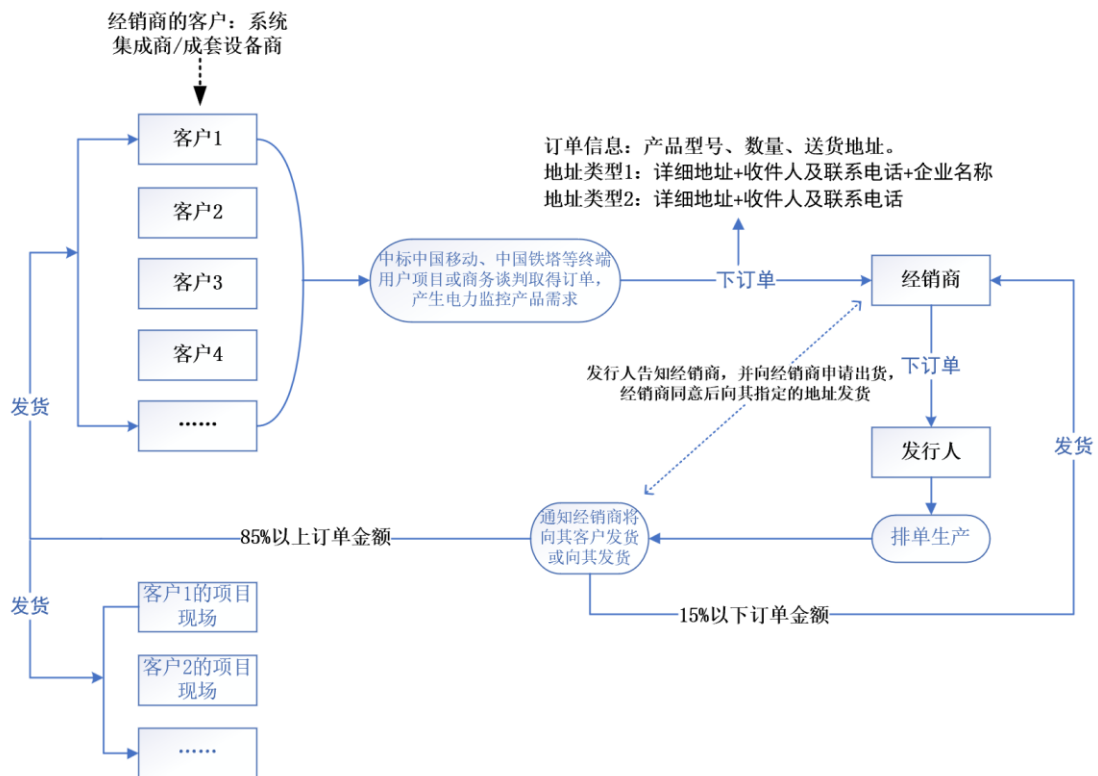 经销商的客户：系统
集成商/成套设备商
客户1
客户2
客户3
客户4
……
发货
中标中国移动、中国铁塔等终端
用户项目或商务谈判取得订单，
产生电力监控产品需求
订单信息：产品型号、数量、送货地址。
地址类型1：详细地址+收件人及联系电话+企业名称
地址类型2：详细地址+收件人及联系电话
下订单
经销商
下订单
发行人告知经销商，并向经销商申请出货，
经销商同意后向其指定的地址发货
发行人
发货
排单生产
通知经销商将
向其客户发货
或向其发货
85%以上订单金额
15%以下订单金额
发货
客户1的项目
现场
客户2的项目
现场
……